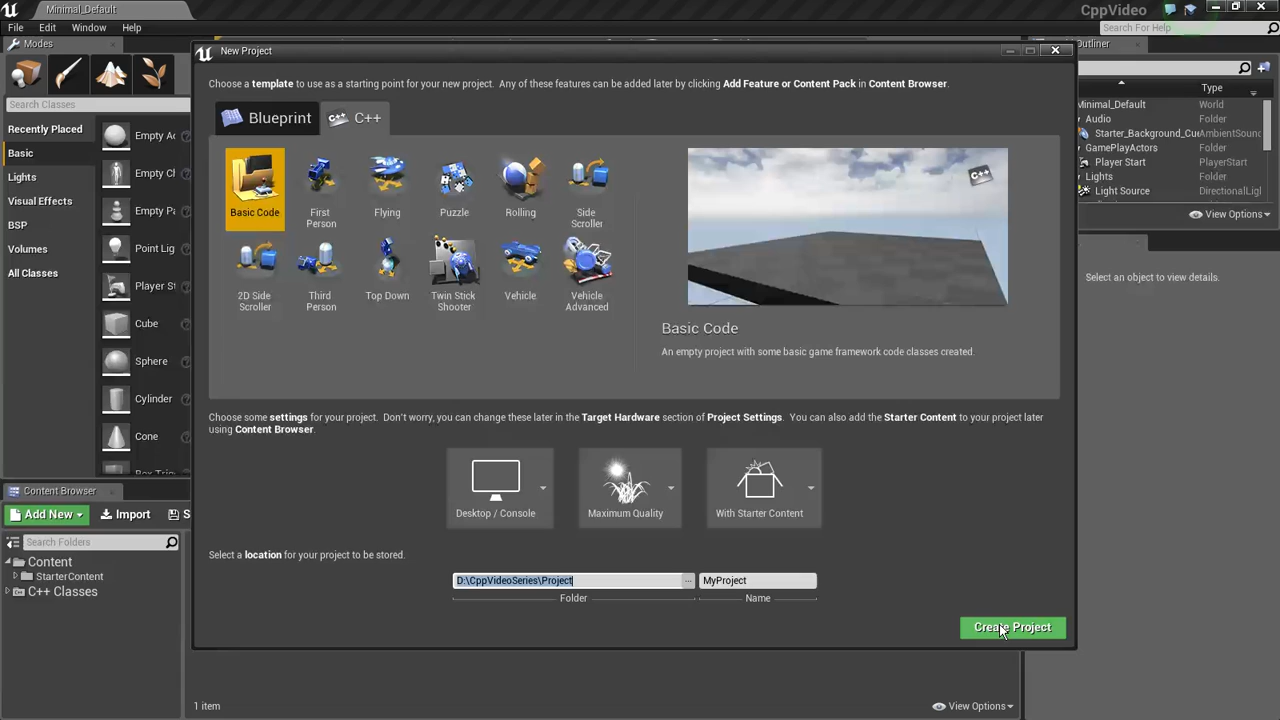 Minimal_Default
CppVideo
File Edit Window Help
Search For Help
Modes
New Project
Outliner
Choose a template to use as a starting point for your new project. Any of these features can be added later by clicking Add Feature or Content Pack in Content Browser.
Search Classes
Blueprint
C++
Type
Recently Placed
Basic
Lights
Visual Effects
BSP
Volumes
All Classes
Empty Ac
Empty Ch
Empty Pa
Point Lig
Player St
Cube
Sphere
Cylinder
Cone
Box Trig
Basic Code
First Person
Flying
Puzzle
Rolling
Side Scroller
2D Side Scroller
Third Person
Top Down
Twin Stick Shooter
Vehicle
Vehicle Advanced
C++
Basic Code
An empty project with some basic game framework code classes created.
Minimal_Default World
Audio Folder
Starter_Background_Cue AmbientSound
GamePlayActors Folder
Player Start PlayerStart
Lights Folder
Light Source DirectionalLig
View Options
Select an object to view details.
Choose some settings for your project. Don't worry, you can change these later in the Target Hardware section of Project Settings. You can also add the Starter Content to your project later
using Content Browser.
Desktop / Console
Maximum Quality
With Starter Content
Select a location for your project to be stored.
D:\CppVideoSeries\Project
...
MyProject
Folder
Name
Create Project
Content Browser
Add New
Import
S
Search Folders
Content
StarterContent
C++ Classes
1 item
View Options